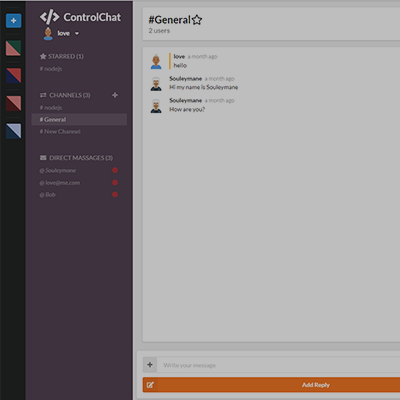 ControlChat
love
STARRED (1)
# nodejs
CHANNELS (3)
# nodejs
# General
# New Channel
DIRECT MESSAGES (3)
@ Souleymane
@ love@me.com
@ Bob
#General
2 users
love a month ago
hello
Souleymane a month ago
Hi my name is Souleymane
Souleymane a month ago
How are you?
Write your message
Add Reply